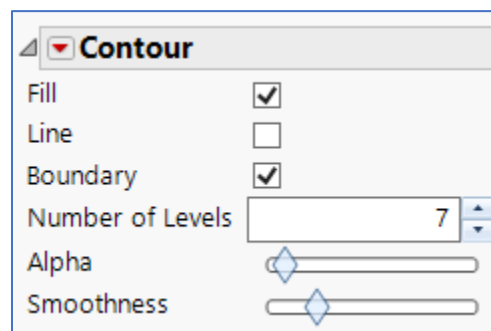 Contour
Fill
Line
Boundary
Number of Levels 7
Alpha
Smoothness